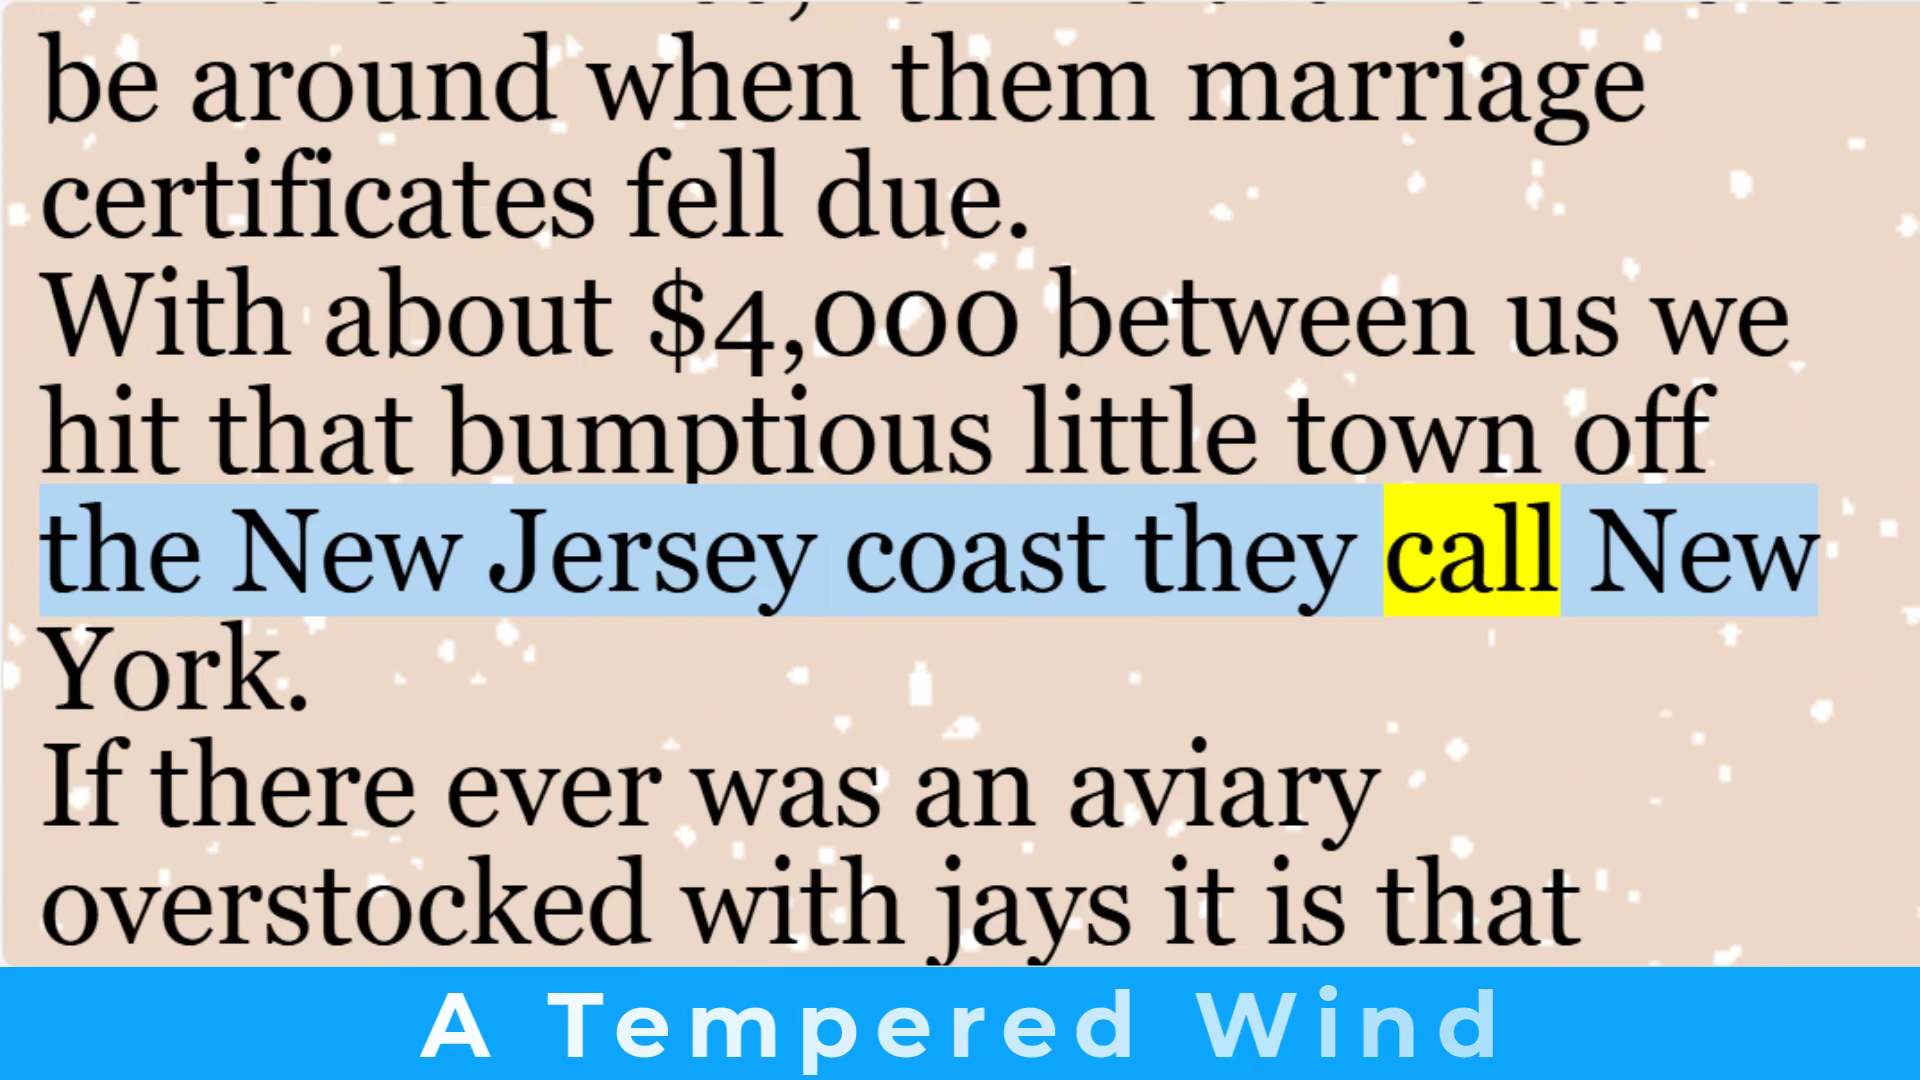 be around when them marriage
certificates fell due.
With about $4,000 between us we
hit that bumptious little town off
the New Jersey coast they call New
York.
If there ever was an aviary
overstocked with jays it is that
A Tempered Wind